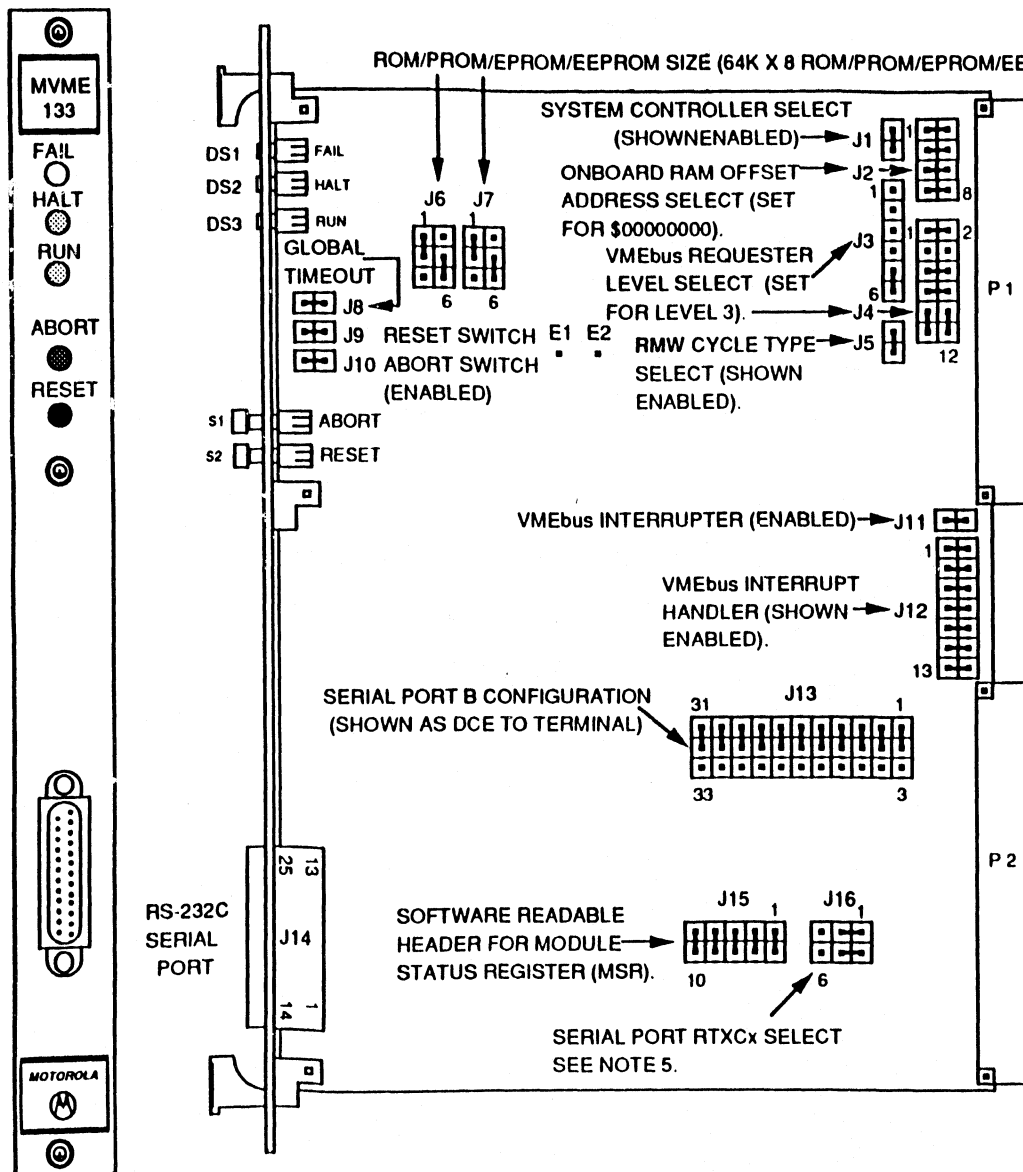 MVME
133
FAIL
HALT
RUN
ABORT
RESET
MOTOROLA
ROM/PROM/EPROM/EEPROM SIZE (64K X 8 ROM/PROM/EPROM/EE
SYSTEM CONTROLLER SELECT
(SHOWNENABLED)
J1
1
ONBOARD RAM OFFSET
J2
ADDRESS SELECT (SET
FOR $00000000).
1
8
VMEbus REQUESTER
LEVEL SELECT (SET
FOR LEVEL 3).
J3
6
1
2
J4
12
RMW CYCLE TYPE
J5
SELECT (SHOWN
ENABLED).
P1
DS1
FAIL
DS2
HALT
DS3
RUN
J6
J7
1
1
6
6
GLOBAL
TIMEOUT
J8
J9 RESET SWITCH
J10 ABORT SWITCH
(ENABLED)
E1
E2
S1
ABORT
S2
RESET
VMEbus INTERRUPTER (ENABLED)
J11
1
VMEbus INTERRUPT
HANDLER (SHOWN
ENABLED).
J12
13
SERIAL PORT B CONFIGURATION
(SHOWN AS DCE TO TERMINAL)
31
J13
1
33
3
P2
RS-232C
SERIAL
PORT
25
13
J14
14
1
SOFTWARE READABLE
HEADER FOR MODULE
STATUS REGISTER (MSR).
J15
1
10
J16
1
6
SERIAL PORT RTXCx SELECT
SEE NOTE 5.